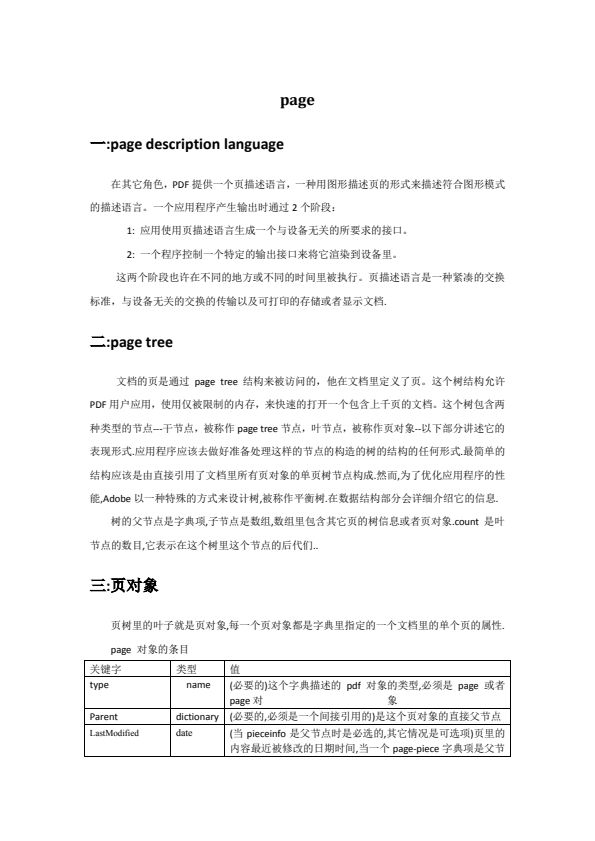 page
一:page description language
在其它角色，PDF 提供一个页描述语言，一种用图形描述页的形式来描述符合图形模式
的描述语言。一个应用程序产生输出时通过 2 个阶段：
1: 应用使用页描述语言生成一个与设备无关的所要求的接口。
2: 一个程序控制一个特定的输出接口来将它渲染到设备里。
这两个阶段也许在不同的地方或不同的时间里被执行。页描述语言是一种紧凑的交换
标准，与设备无关的交换的传输以及可打印的存储或者显示文档.
二:page tree
文档的页是通过 page tree 结构来被访问的，他在文档里定义了页。这个树结构允许
PDF 用户应用，使用仅被限制的内存，来快速的打开一个包含上千页的文档。这个树包含两
种类型的节点---干节点，被称作 page tree 节点，叶节点，被称作页对象--以下部分讲述它的
表现形式.应用程序应该去做好准备处理这样的节点的构造的树的结构的任何形式.最简单的
结构应该是由直接引用了文档里所有页对象的单页树节点构成.然而,为了优化应用程序的性
能,Adobe 以一种特殊的方式来设计树,被称作平衡树.在数据结构部分会详细介绍它的信息.
树的父节点是字典项,子节点是数组,数组里包含其它页的树信息或者页对象.count 是叶
节点的数目,它表示在这个树里这个节点的后代们..
三:页对象
页树里的叶子就是页对象,每一个页对象都是字典里指定的一个文档里的单个页的属性.
page 对象的条目
关键字 类型 值
type name (必要的)这个字典描述的 pdf 对象的类型,必须是 page 或者
page 对 象
Parent dictionary (必要的,必须是一个间接引用的)是这个页对象的直接父节点
LastModified date (当 pieceinfo 是父节点时是必选的,其它情况是可选项)页里的
内容最近被修改的日期时间,当一个 page-piece 字典项是父节